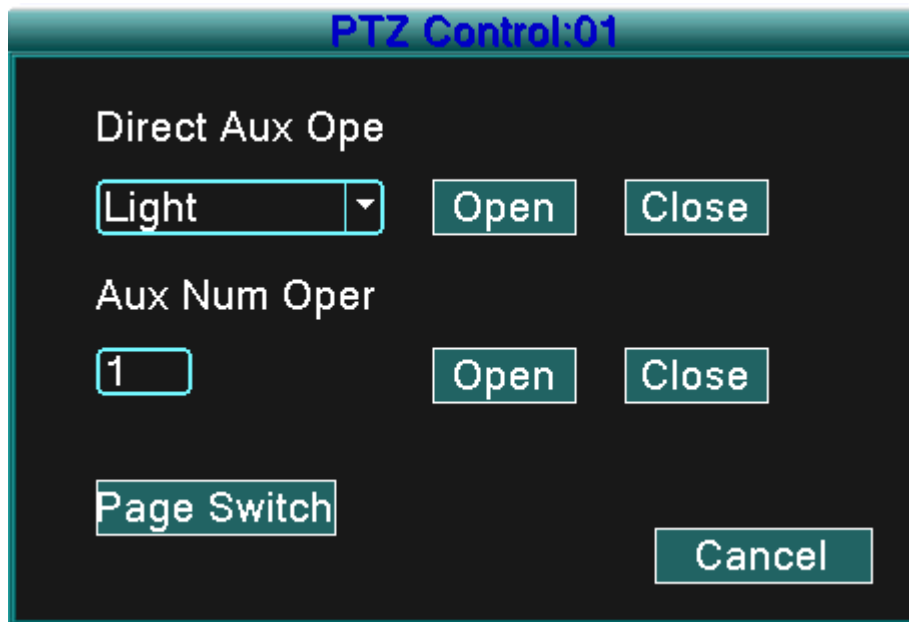 PTZ Control:01
Direct Aux Ope
Light Open Close
Aux Num Oper
1 Open Close
Page Switch
Cancel